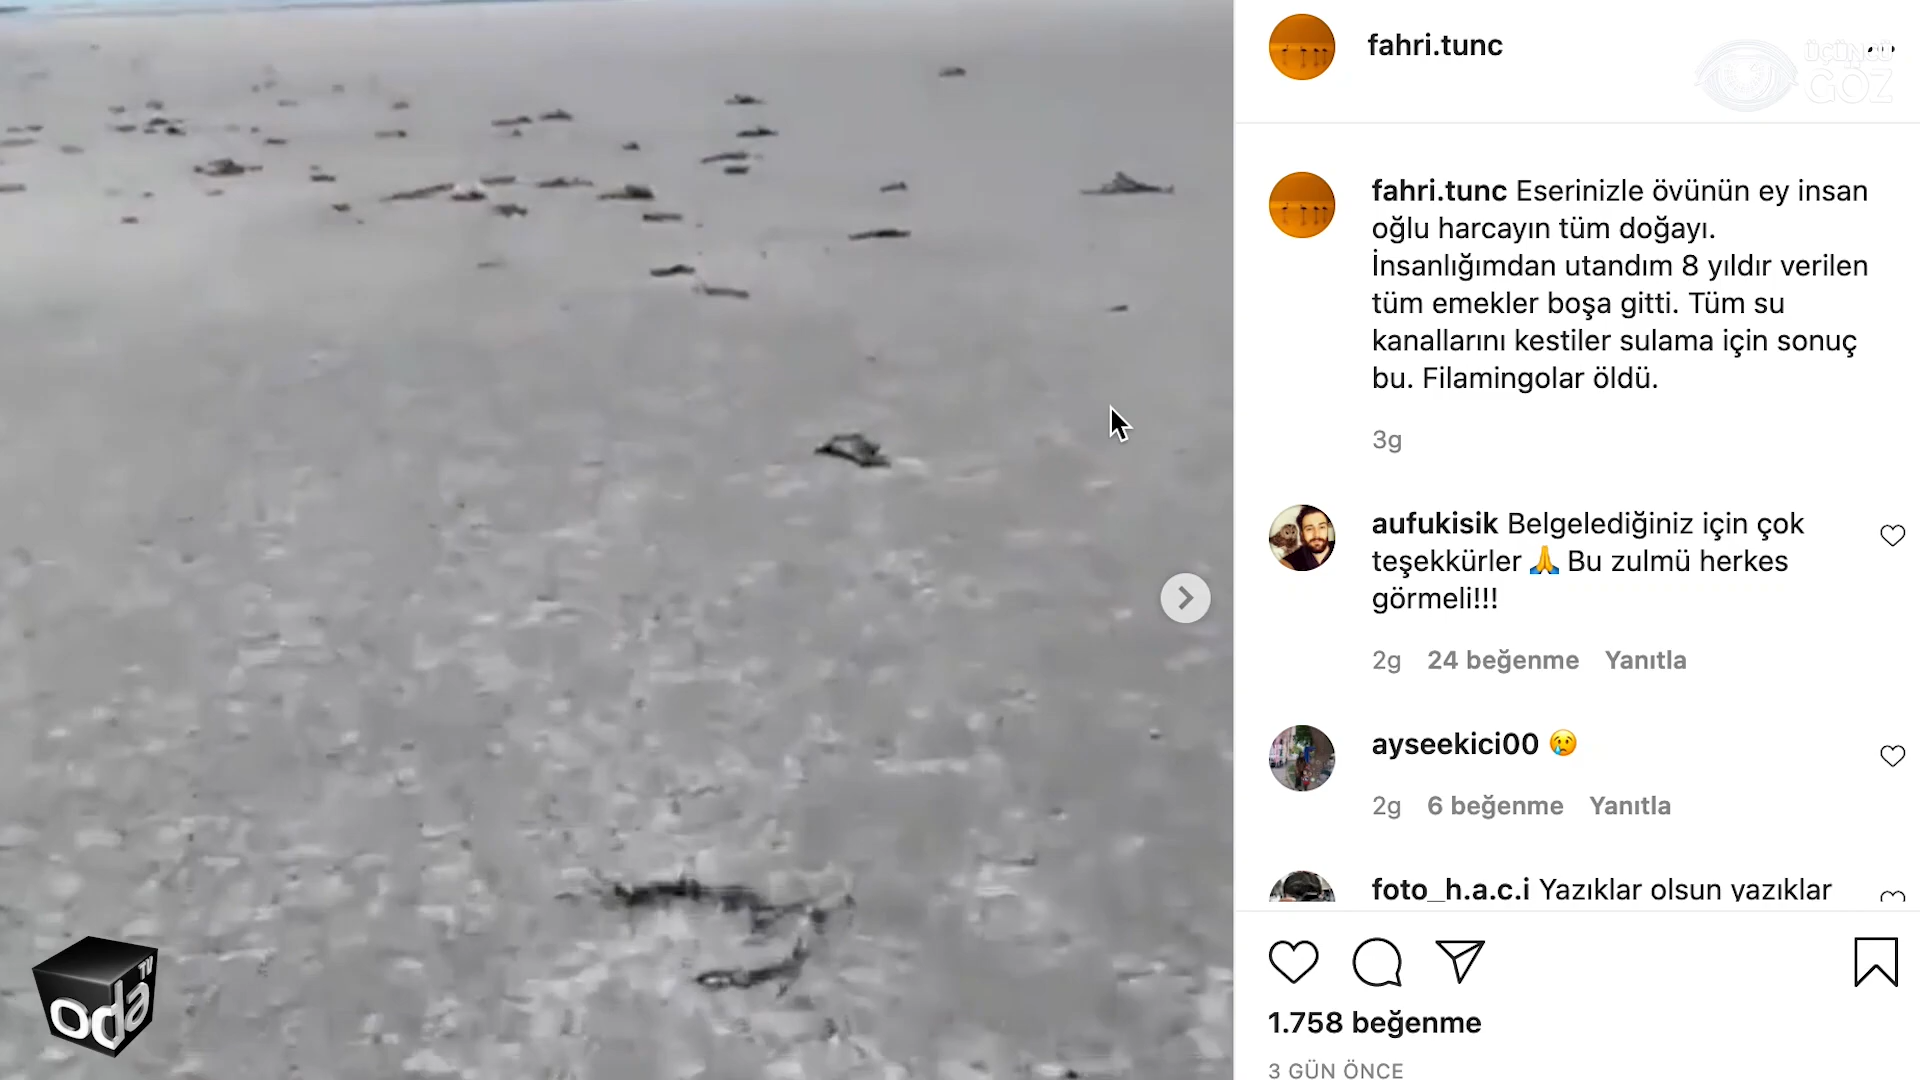 fahri.tunc
ÜÇÜNCÜ
GÖZ
fahri.tunc Eserinizle övünün ey insan
oğlu harcayın tüm doğayı.
İnsanlığımdan utandım 8 yıldır verilen
tüm emekler boşa gitti. Tüm su
kanallarını kestiler sulama için sonuç
bu. Filamingolar öldü.
3g
aufukisik Belgelediğiniz için çok
teşekkürler 🙏 Bu zulmü herkes
görmeli!!!
2g 24 beğenme Yanıtla
ayseekici00 😢
2g 6 beğenme Yanıtla
foto_h.a.c.i Yazıklar olsun yazıklar
1.758 beğenme
3 GÜN ÖNCE
oda TV